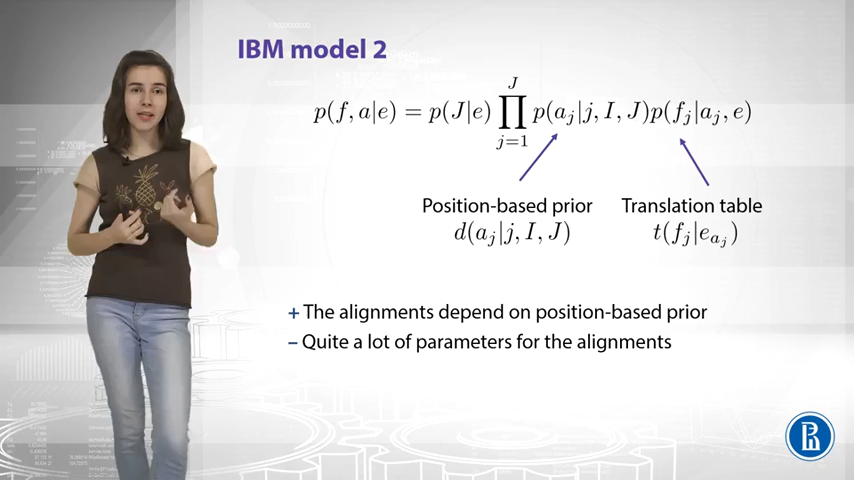 IBM model 2
p(f, a|e) = p(J|e) ∏_{j=1}^{J} p(a_j|j, I, J)p(f_j|a_j, e)
Position-based prior Translation table
d(a_j|j, I, J) t(f_j|e_{a_j})
+ The alignments depend on position-based prior
– Quite a lot of parameters for the alignments